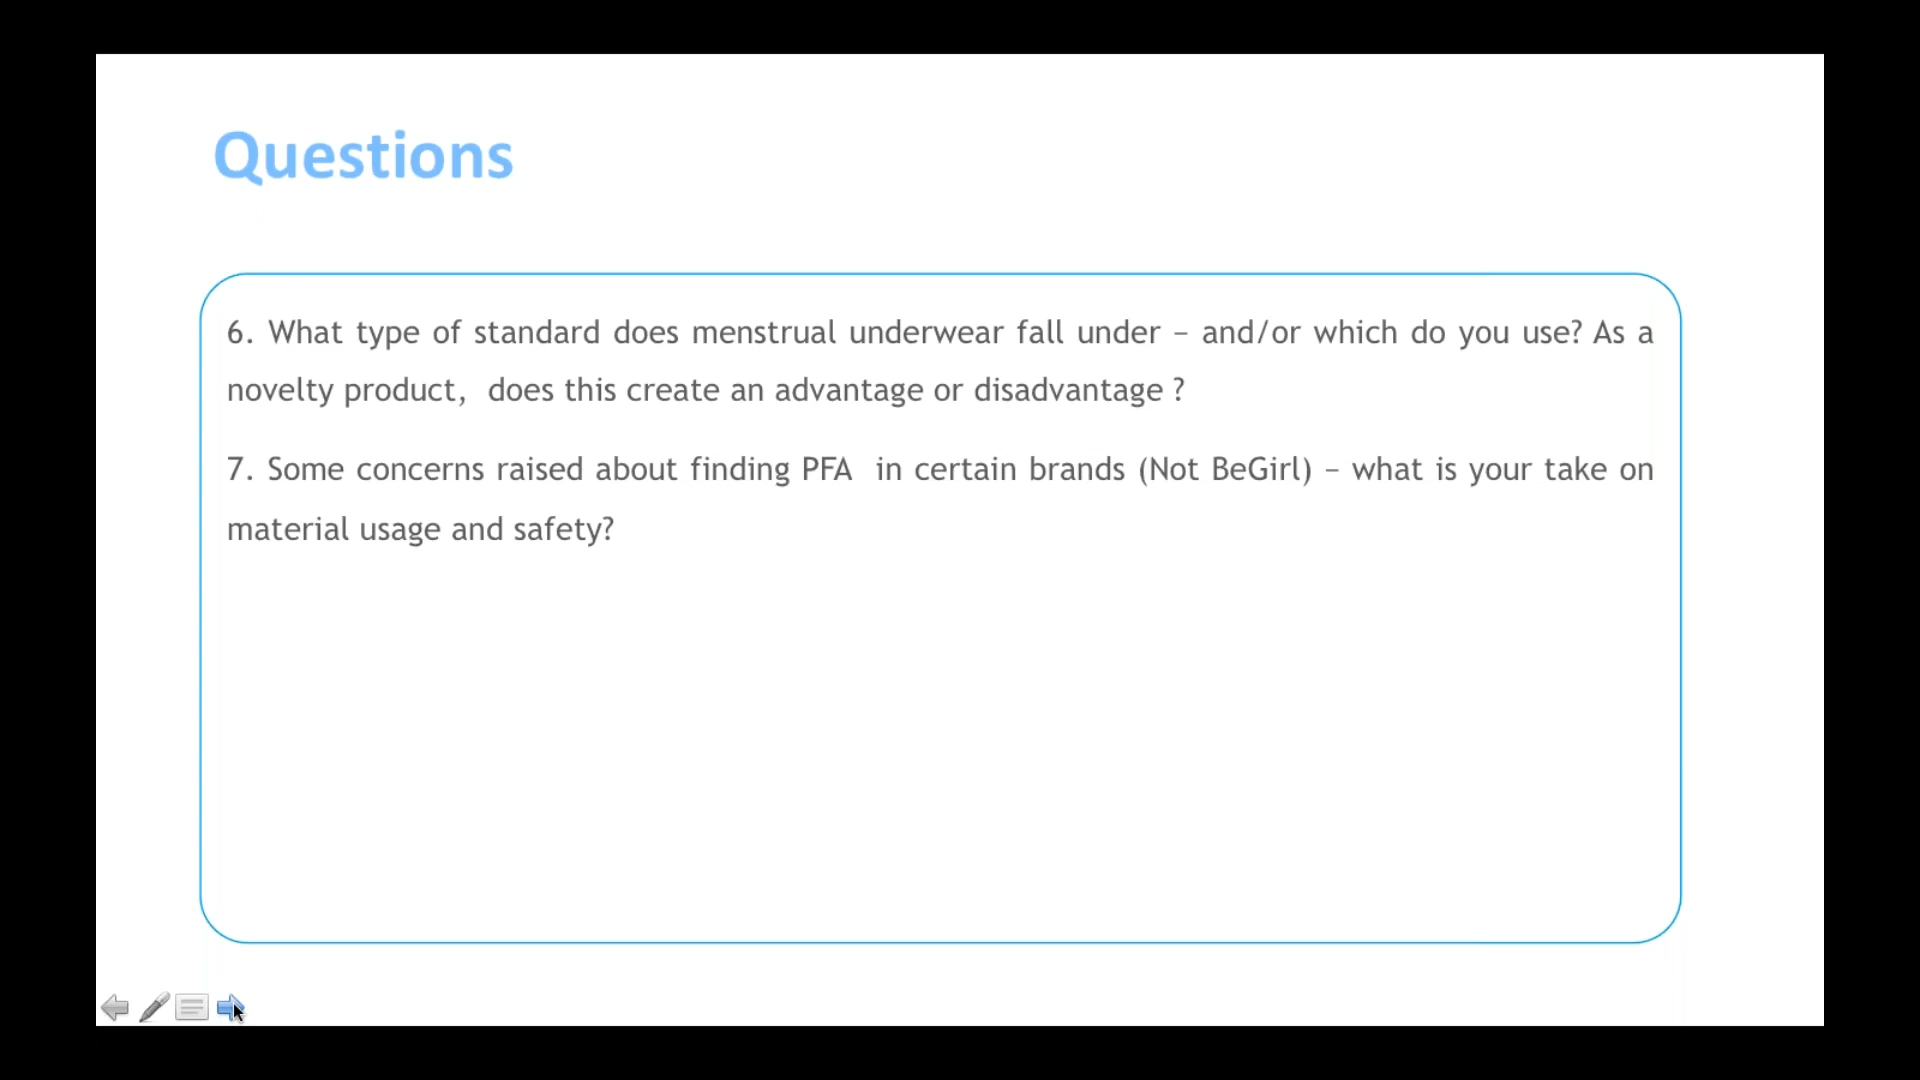 Questions
6. What type of standard does menstrual underwear fall under – and/or which do you use? As a
novelty product,  does this create an advantage or disadvantage ?
7. Some concerns raised about finding PFA  in certain brands (Not BeGirl) – what is your take on
material usage and safety?